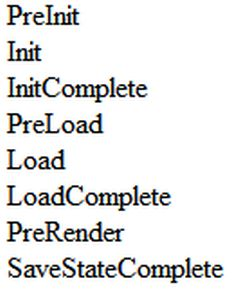 PreInit
Init
InitComplete
PreLoad
Load
LoadComplete
PreRender
SaveStateComplete